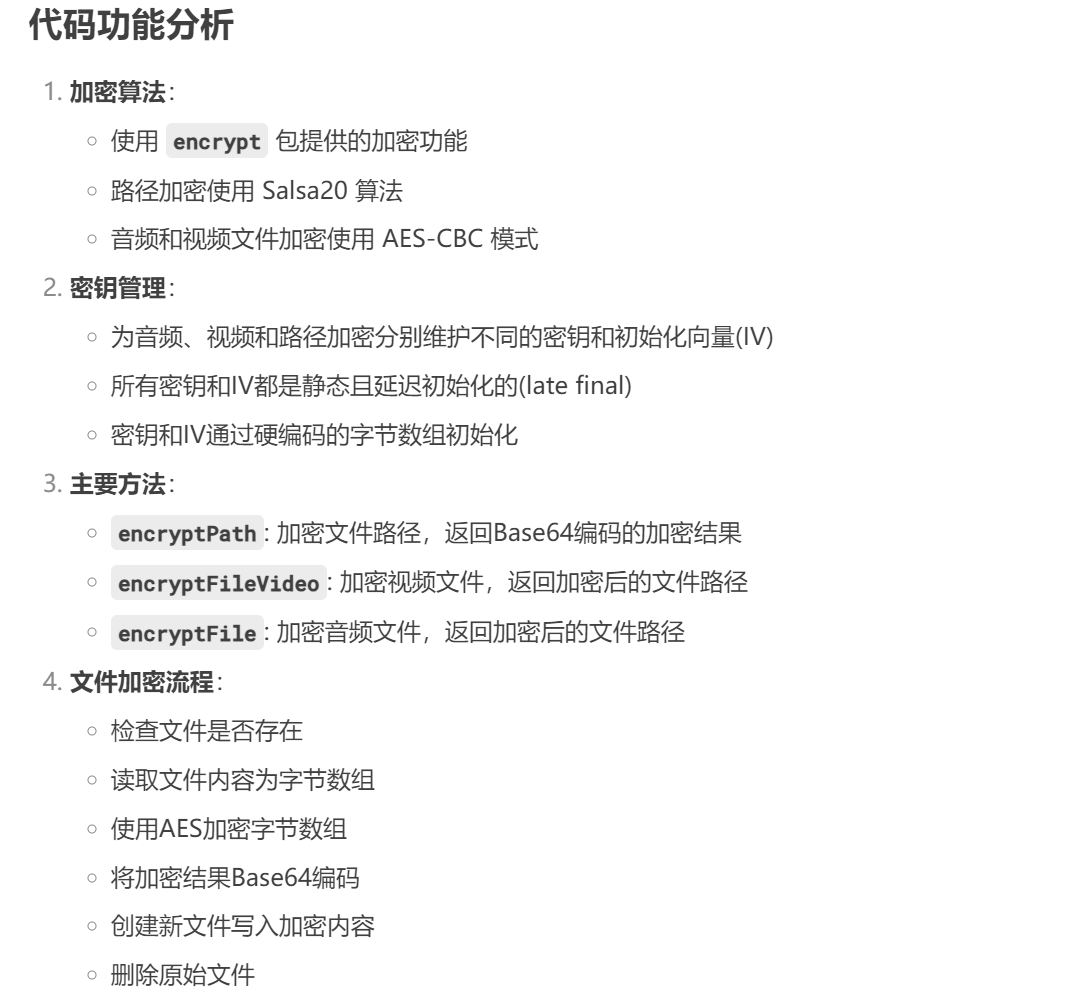 代码功能分析
1. 加密算法：
使用 encrypt 包提供的加密功能
路径加密使用 Salsa20 算法
音频和视频文件加密使用 AES-CBC 模式
2. 密钥管理：
为音频、视频和路径加密分别维护不同的密钥和初始化向量(IV)
所有密钥和IV都是静态且延迟初始化的(late final)
密钥和IV通过硬编码的字节数组初始化
3. 主要方法：
encryptPath: 加密文件路径，返回Base64编码的加密结果
encryptFileVideo: 加密视频文件，返回加密后的文件路径
encryptFile: 加密音频文件，返回加密后的文件路径
4. 文件加密流程：
检查文件是否存在
读取文件内容为字节数组
使用AES加密字节数组
将加密结果Base64编码
创建新文件写入加密内容
删除原始文件